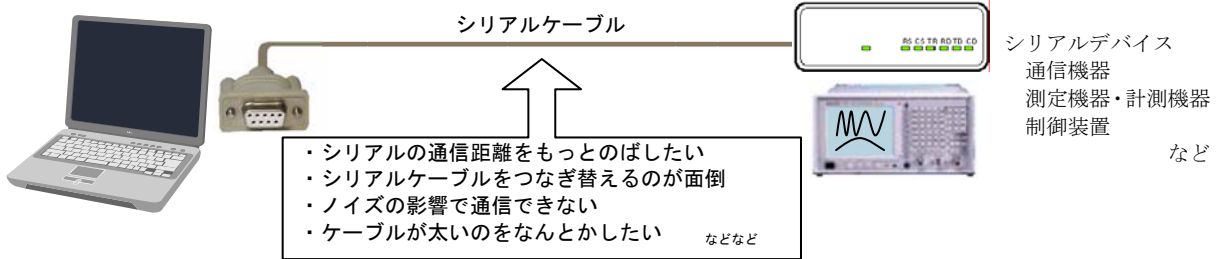 シリアルケーブル
RS CS TR RD TD CD
シリアルデバイス
通信機器
測定機器・計測機器
制御装置
など
・シリアルの通信距離をもっとのばしたい
・シリアルケーブルをつなぎ替えるのが面倒
・ノイズの影響で通信できない
・ケーブルが太いのをなんとかしたい などなど